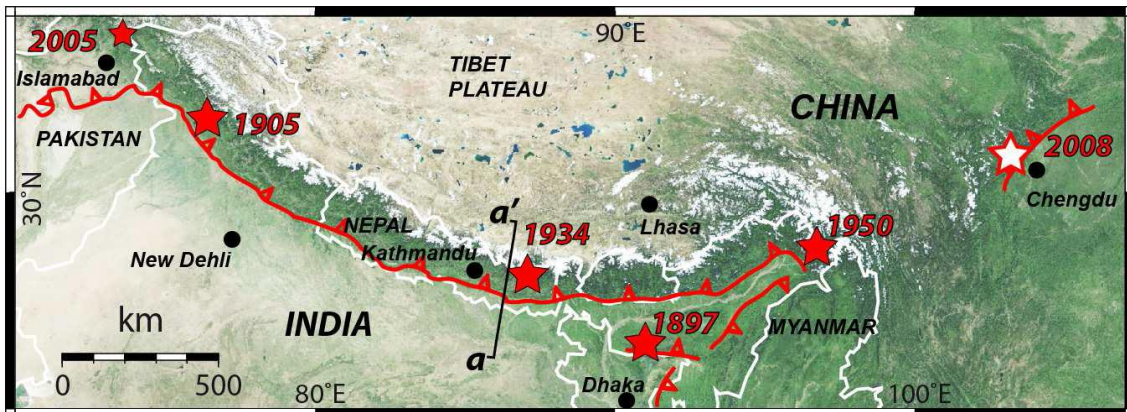 90°E
2005
Islamabad
TIBET
PLATEAU
CHINA
1905
PAKISTAN
2008
Chengdu
30°N
a'
NEPAL
1934
Lhasa
1950
Kathmandu
New Dehli
km
INDIA
1897
MYANMAR
a
0
500
80°E
Dhaka
100°E